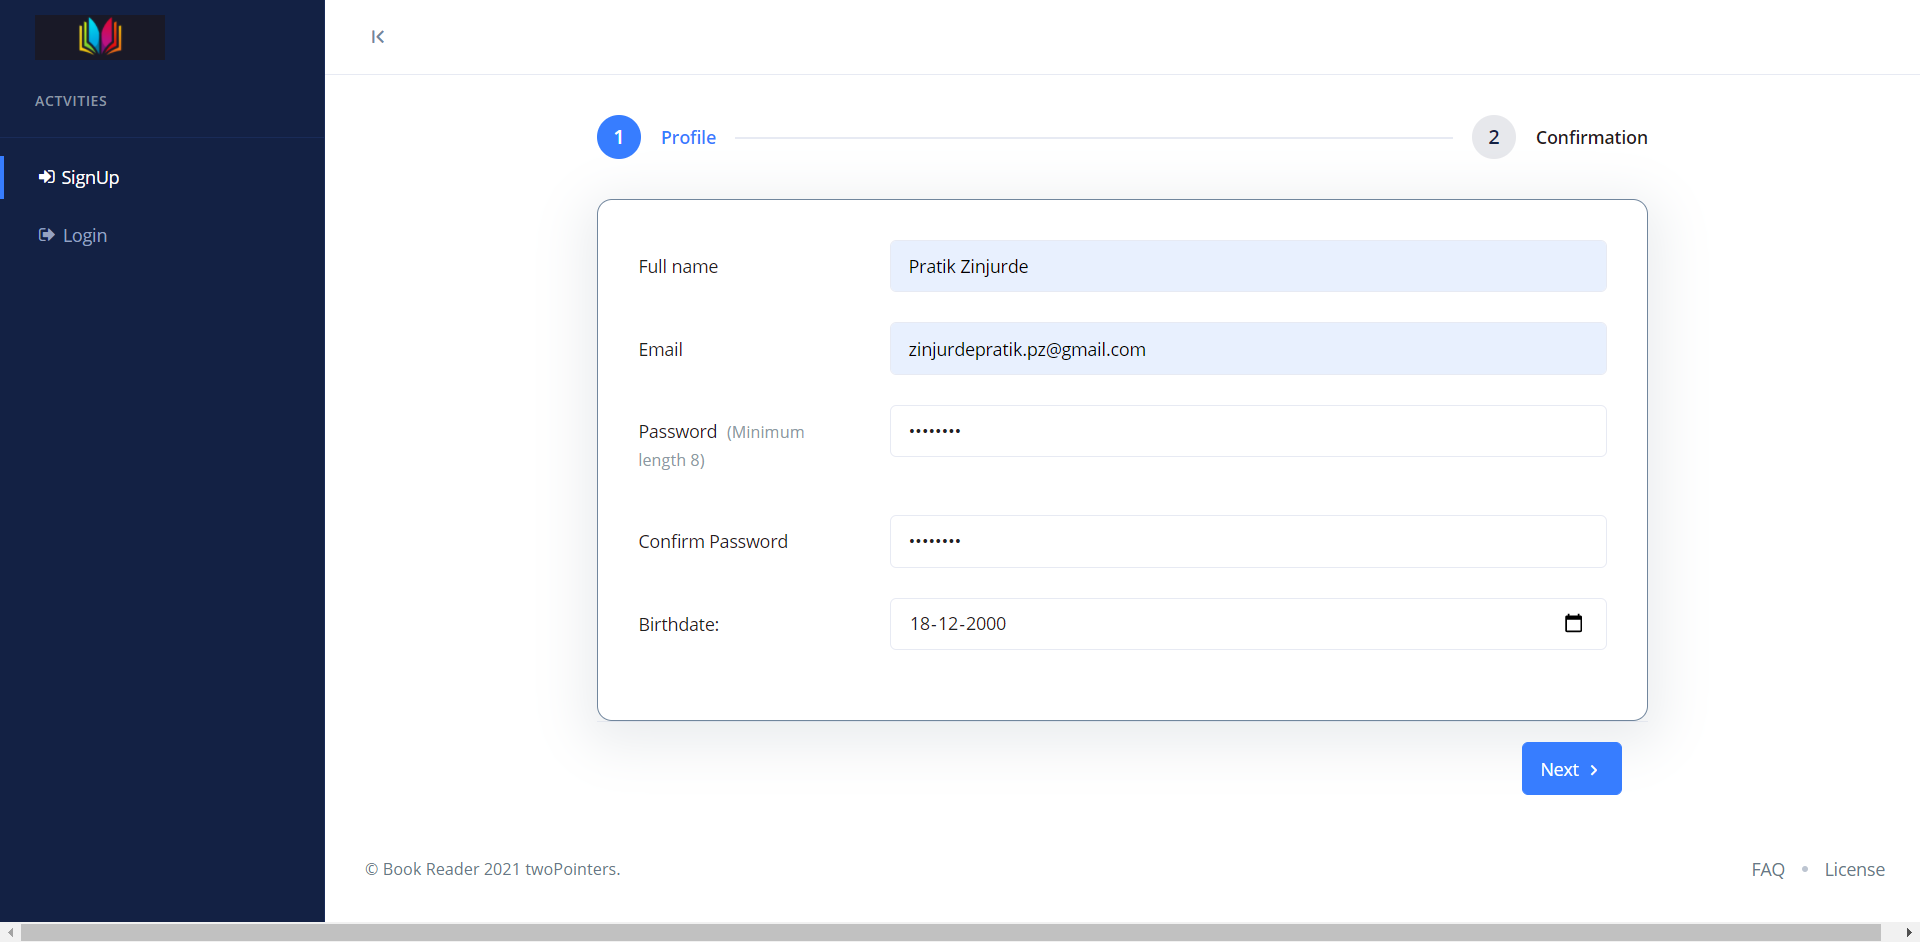 ACTVITIES
SignUp
Login
1 Profile
2 Confirmation
Full name
Pratik Zinjurde
Email
zinjurdepratik.pz@gmail.com
Password (Minimum
length 8)
••••••••
Confirm Password
••••••••
Birthdate:
18-12-2000
Next
© Book Reader 2021 twoPointers.
FAQ • License